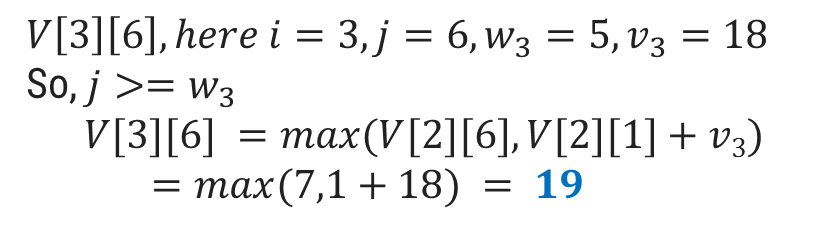 V[3][6], here i = 3, j = 6, w₃ = 5, v₃ = 18
So, j >= w₃
V[3][6] = max(V[2][6], V[2][1] + v₃)
= max(7,1 + 18) = 19